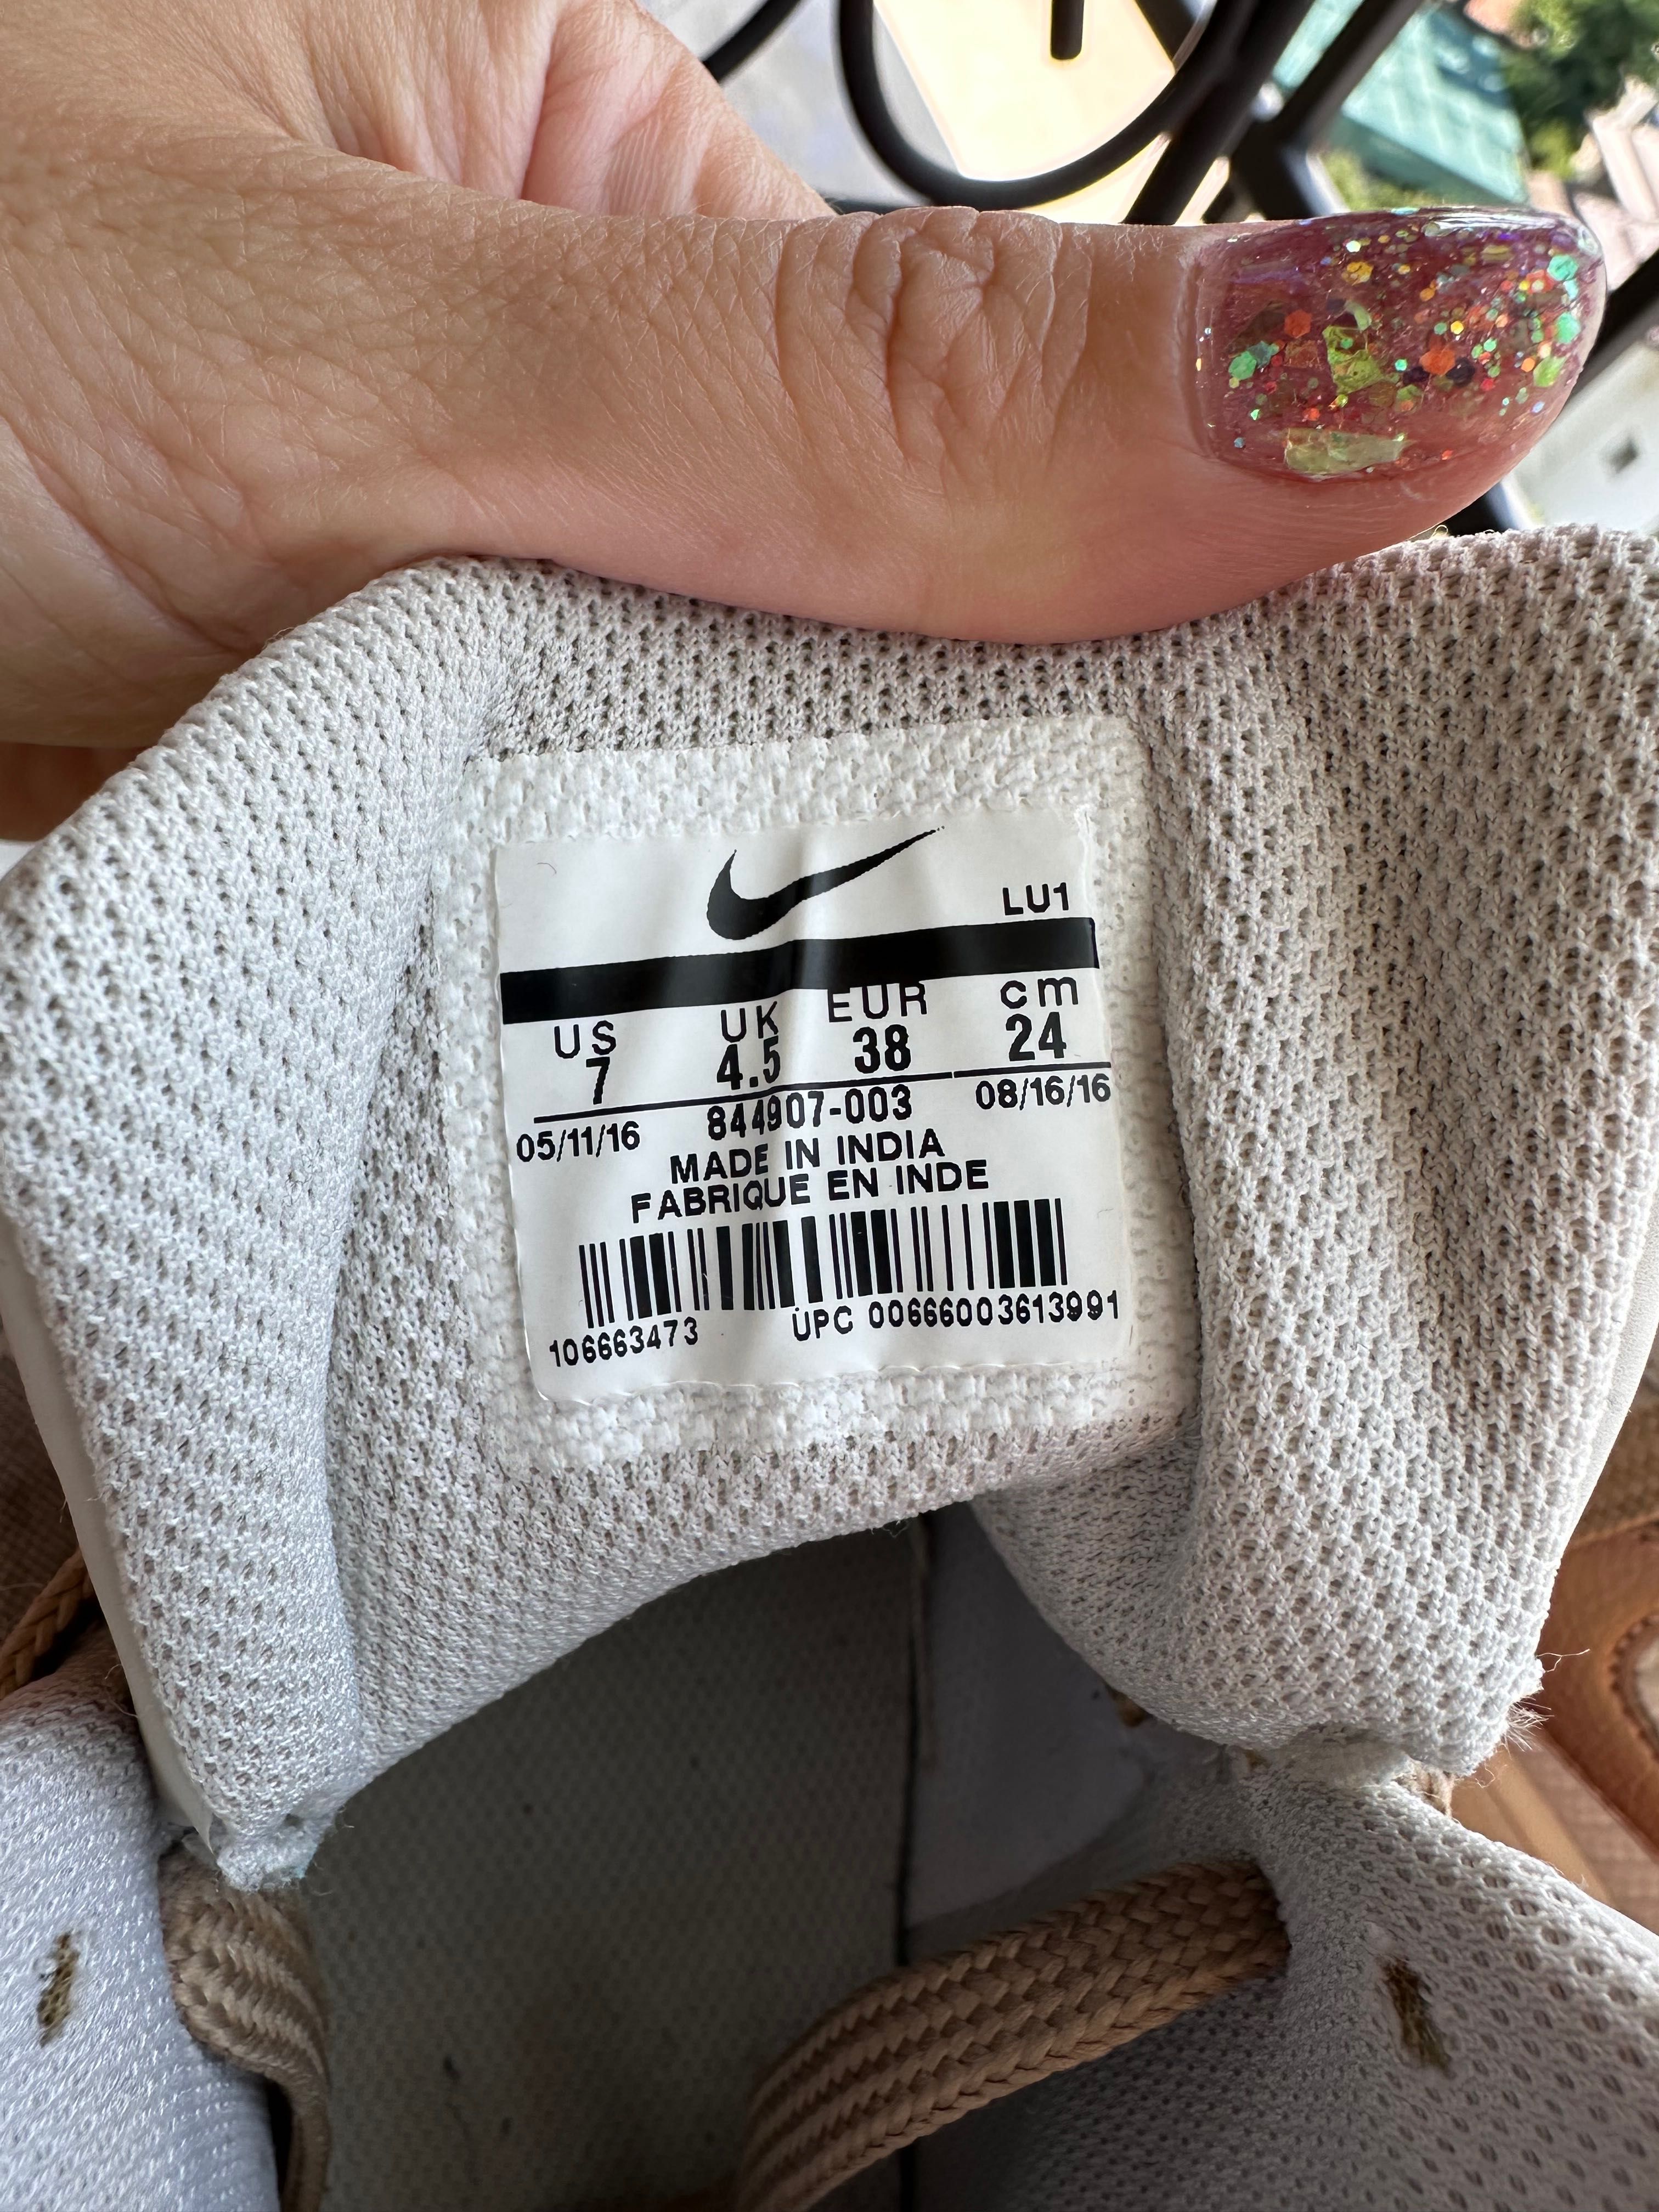 LU1
US UK EUR cm
7 4.5 38 24
05/11/16 844907-003 08/16/16
MADE IN INDIA
FABRIQUE EN INDE
106663473 UPC 00666003613991